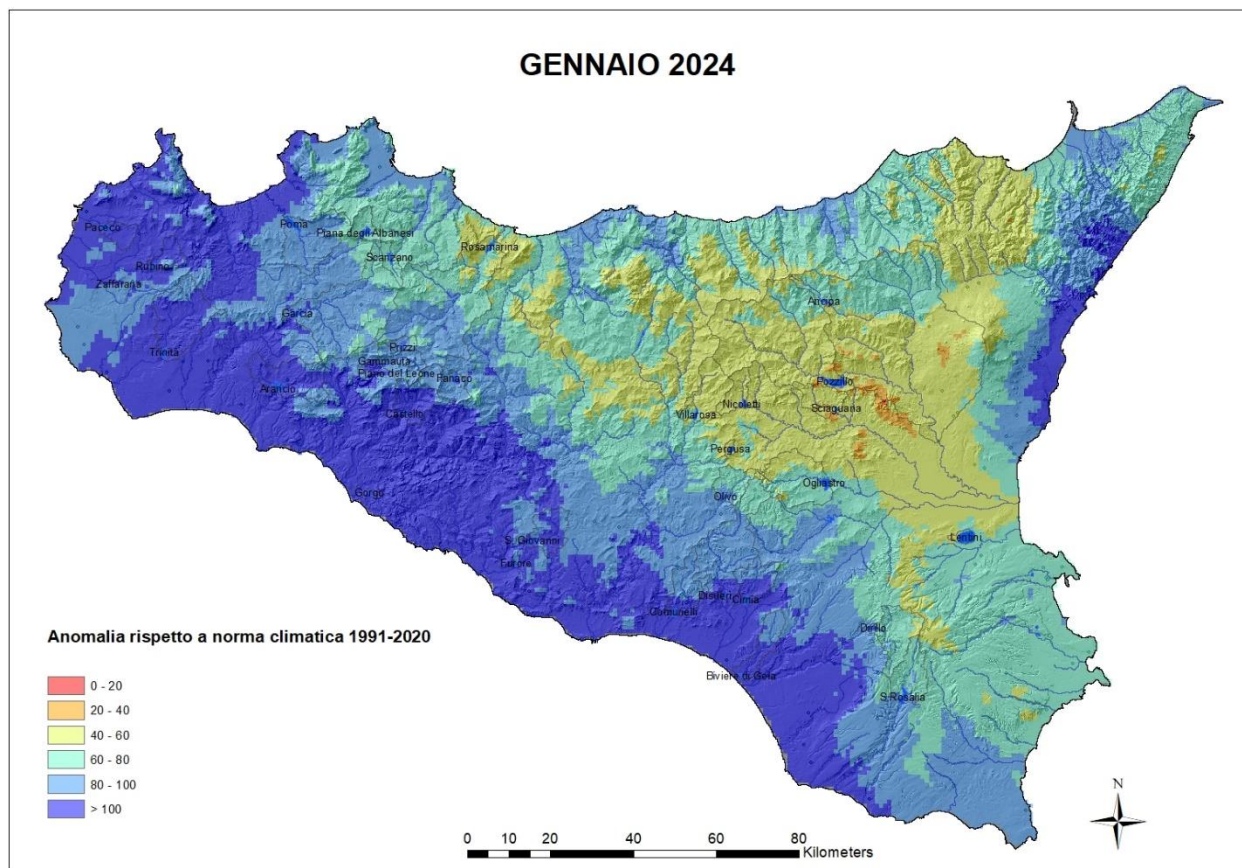 GENNAIO 2024
Paceco
Poma
Piana degli Albanesi
Rosamarina
Scanzano
Rubino
Zaffarana
Ancipa
Garcia
Trinità
Prizzi
Gammauta
Piano del Leone
Fanaco
Arancio
Castello
Pozzillo
Nicoletti
Sciaguana
Villarosa
Pergusa
Ogliastro
Olivo
Gorgo
S. Giovanni
Lentini
Furore
Disueri
Cimia
Comunelli
Dirillo
Biviere di Gela
S.Rosalia
Anomalia rispetto a norma climatica 1991-2020
0 - 20
20 - 40
40 - 60
60 - 80
80 - 100
> 100
N
0 10 20 40 60 80
Kilometers